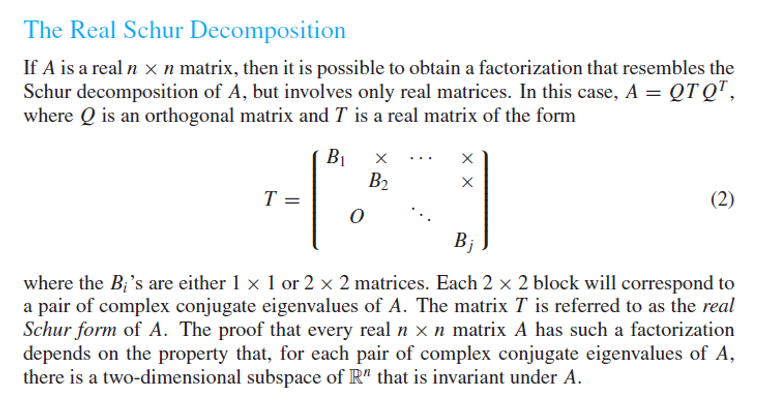 The Real Schur Decomposition
If A is a real n × n matrix, then it is possible to obtain a factorization that resembles the
Schur decomposition of A, but involves only real matrices. In this case, A = QTQᵀ,
where Q is an orthogonal matrix and T is a real matrix of the form
B₁ × ⋯ ×
B₂ ×
T = (2)
O ⋱
Bⱼ
where the Bᵢ's are either 1 × 1 or 2 × 2 matrices. Each 2 × 2 block will correspond to
a pair of complex conjugate eigenvalues of A. The matrix T is referred to as the real
Schur form of A. The proof that every real n × n matrix A has such a factorization
depends on the property that, for each pair of complex conjugate eigenvalues of A,
there is a two-dimensional subspace of ℝⁿ that is invariant under A.